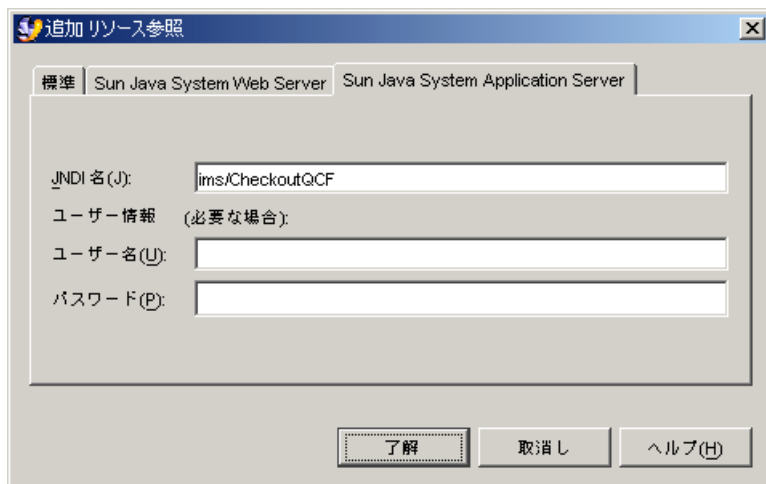 追加 リソース参照
標準 Sun Java System Web Server Sun Java System Application Server
JNDI 名(J): jms/CheckoutQCF
ユーザー情報 (必要な場合):
ユーザー名(U):
パスワード(P):
了解 取消し ヘルプ(H)